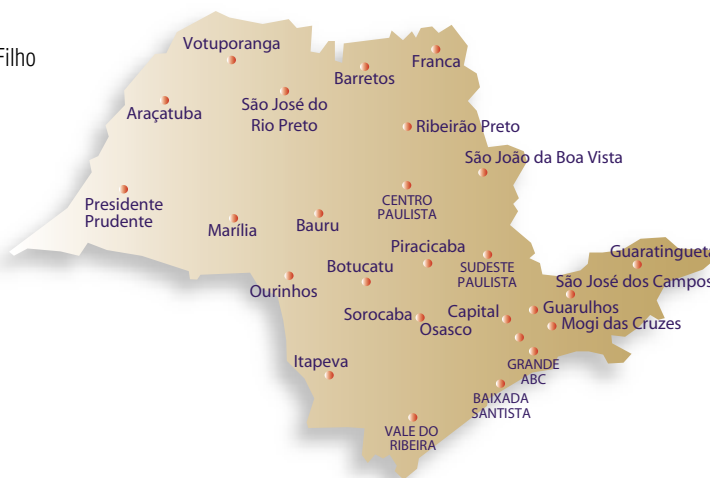 Filho
Votuporanga
Franca
Barretos
Araçatuba
São José do
Rio Preto
Ribeirão Preto
São João da Boa Vista
Presidente
Prudente
CENTRO
PAULISTA
Marília
Bauru
Piracicaba
Guaratinguetá
Botucatu
SUDESTE
PAULISTA
São José dos Campos
Ourinhos
Sorocaba
Osasco
Capital
Guarulhos
Mogi das Cruzes
Itapeva
GRANDE
ABC
BAIXADA
SANTISTA
VALE DO
RIBEIRA